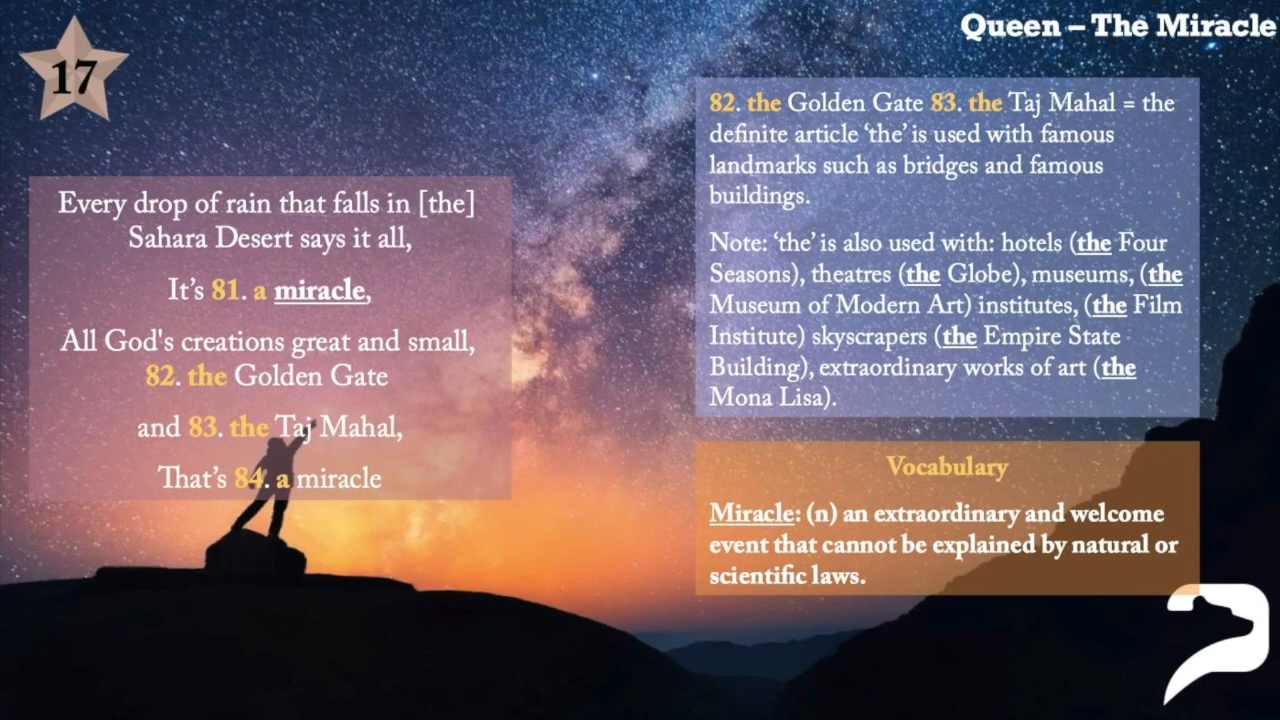 17
Queen – The Miracle
Every drop of rain that falls in [the]
Sahara Desert says it all,
It's 81. a miracle,
All God's creations great and small,
82. the Golden Gate
and 83. the Taj Mahal,
That's 84. a miracle
82. the Golden Gate 83. the Taj Mahal = the
definite article ‘the’ is used with famous
landmarks such as bridges and famous
buildings.
Note: ‘the’ is also used with: hotels (the Four
Seasons), theatres (the Globe), museums, (the
Museum of Modern Art) institutes, (the Film
Institute) skyscrapers (the Empire State
Building), extraordinary works of art (the
Mona Lisa).
Vocabulary
Miracle: (n) an extraordinary and welcome
event that cannot be explained by natural or
scientific laws.